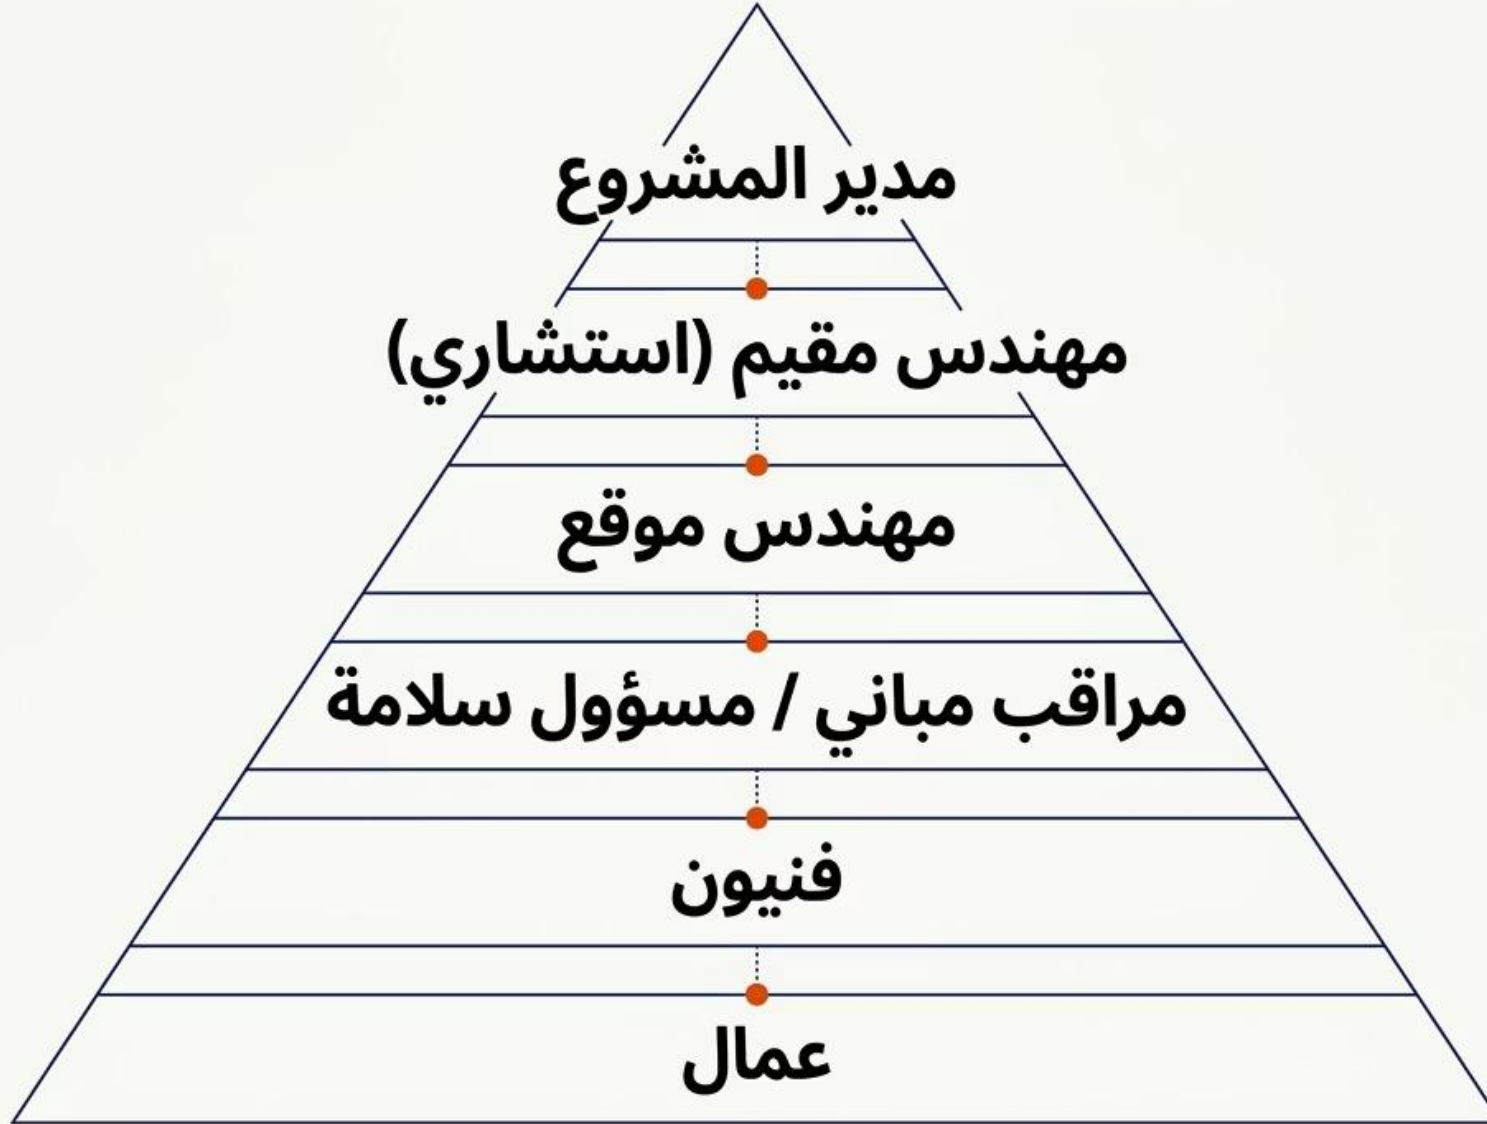 مدير المشروع
مهندس مقيم (استشاري)
مهندس موقع
مراقب مباني / مسؤول سلامة
فنيون
عمال